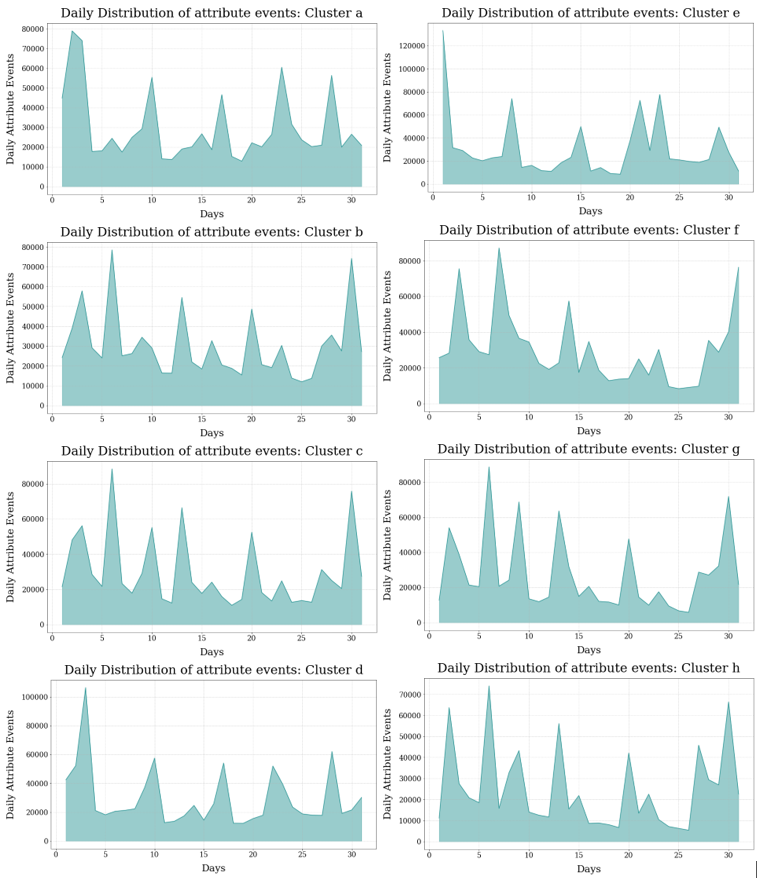 Daily Distribution of attribute events: Cluster a
80000
70000
60000
50000
40000
30000
20000
10000
0
Daily Attribute Events
0 5 10 15 20 25 30
Days
Daily Distribution of attribute events: Cluster e
120000
100000
80000
60000
40000
20000
0
Daily Attribute Events
0 5 10 15 20 25 30
Days
Daily Distribution of attribute events: Cluster b
80000
70000
60000
50000
40000
30000
20000
10000
0
Daily Attribute Events
0 5 10 15 20 25 30
Days
Daily Distribution of attribute events: Cluster f
80000
60000
40000
20000
0
Daily Attribute Events
0 5 10 15 20 25 30
Days
Daily Distribution of attribute events: Cluster c
80000
60000
40000
20000
0
Daily Attribute Events
0 5 10 15 20 25 30
Days
Daily Distribution of attribute events: Cluster g
80000
60000
40000
20000
0
Daily Attribute Events
0 5 10 15 20 25 30
Days
Daily Distribution of attribute events: Cluster d
100000
80000
60000
40000
20000
0
Daily Attribute Events
0 5 10 15 20 25 30
Days
Daily Distribution of attribute events: Cluster h
70000
60000
50000
40000
30000
20000
10000
0
Daily Attribute Events
0 5 10 15 20 25 30
Days